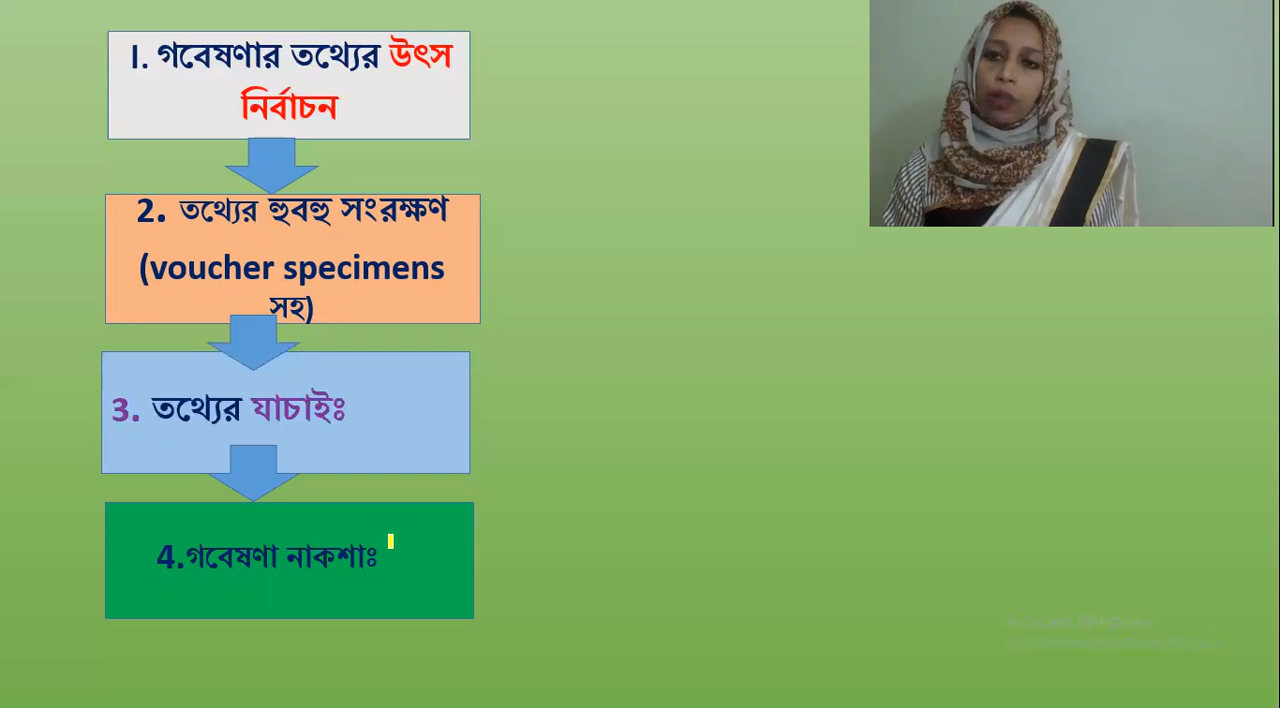 I. গবেষণার তথ্যের উৎস
নির্বাচন
2. তথ্যের হুবহু সংরক্ষণ
(voucher specimens
সহ)
3. তথ্যের যাচাইঃ
4.গবেষণা নাকশাঃ